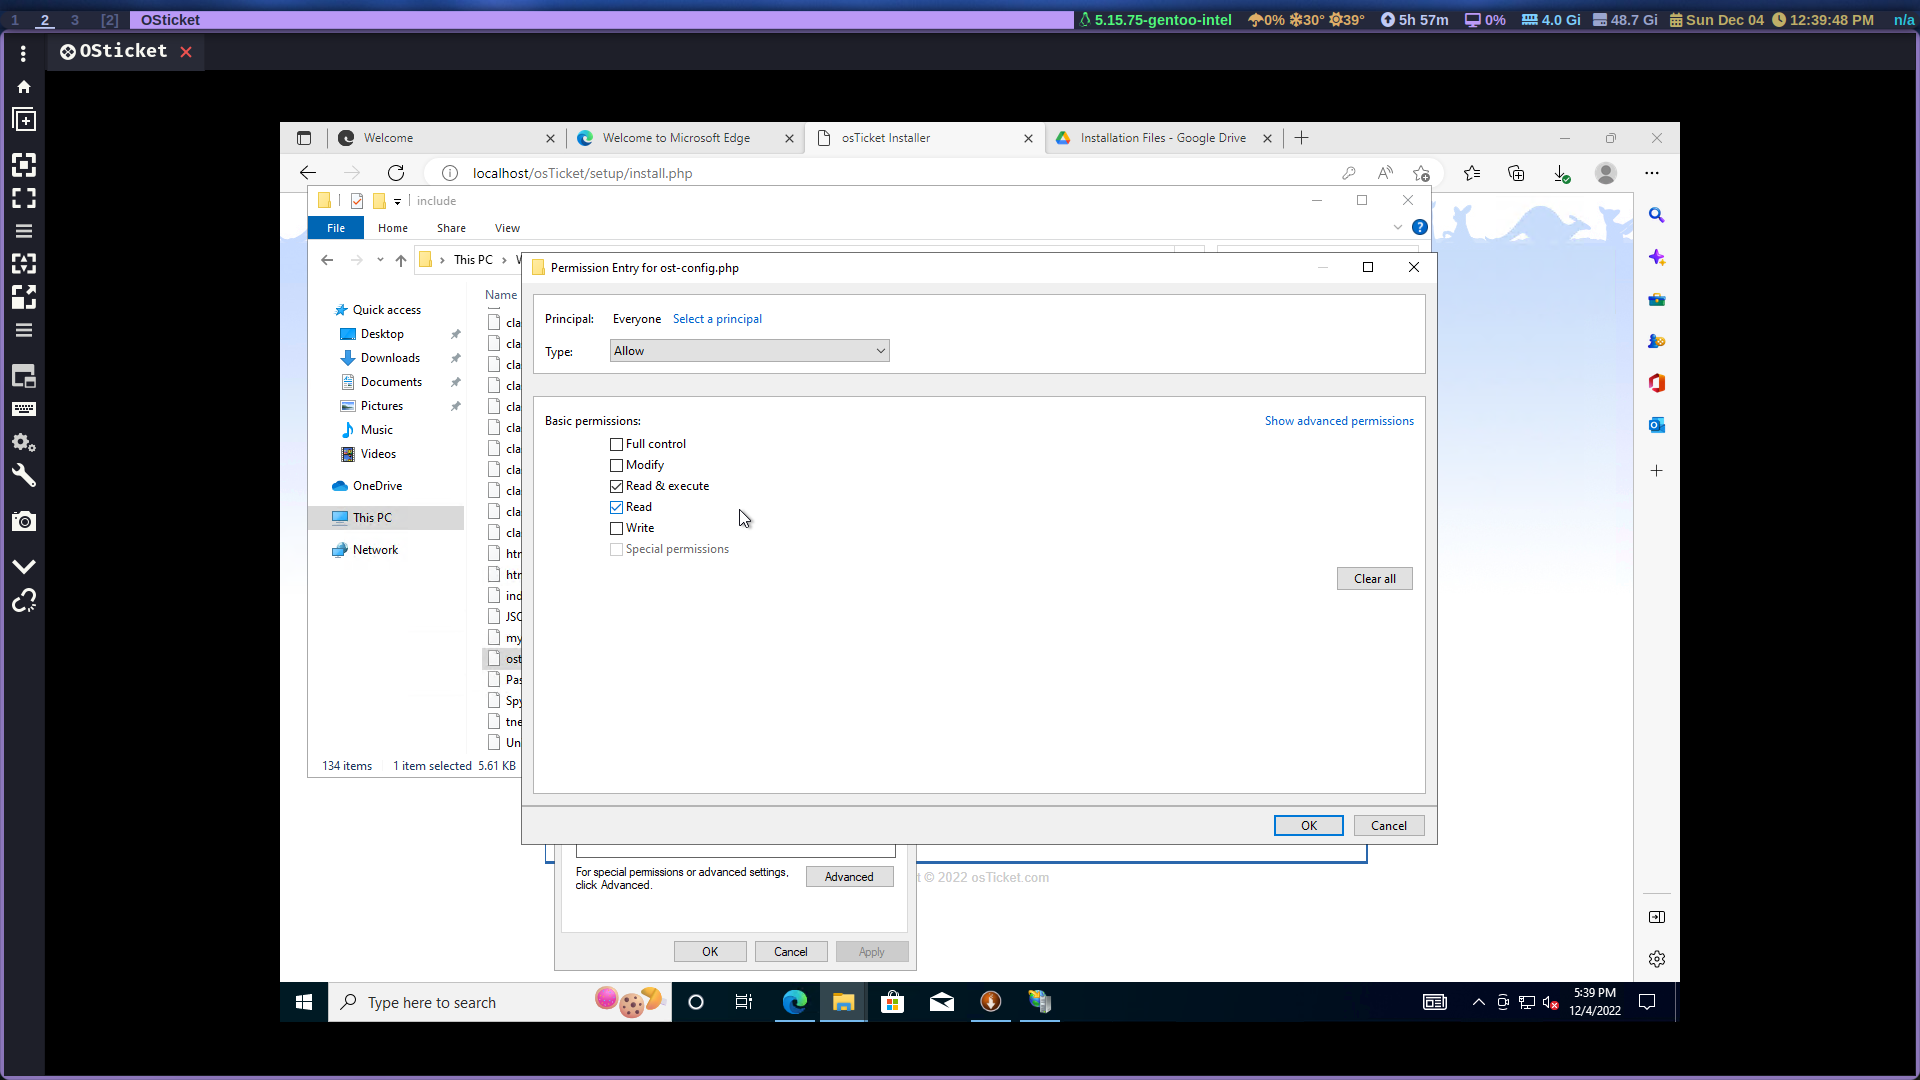 1 2 3 [2] OSticket 5.15.75-gentoo-intel 0% 30° 39° 5h 57m 0% 4.0 Gi 48.7 Gi Sun Dec 04 12:39:48 PM n/a
OSticket
Welcome
Welcome to Microsoft Edge
osTicket Installer
Installation Files - Google Drive
localhost/osTicket/setup/install.php
include
File Home Share View
This PC
Permission Entry for ost-config.php
Name
Quick access
Desktop
Downloads
Documents
Pictures
Music
Videos
OneDrive
This PC
Network
cla
cla
cla
cla
cla
cla
cla
cla
cla
cla
cla
htr
htr
ind
JSC
my
ost
Pas
Spy
tne
Un
134 items 1 item selected 5.61 KB
Principal: Everyone Select a principal
Type: Allow
Basic permissions: Show advanced permissions
Full control
Modify
Read & execute
Read
Write
Special permissions
Clear all
OK Cancel
For special permissions or advanced settings,
click Advanced.
Advanced
t © 2022 osTicket.com
OK Cancel Apply
Type here to search
5:39 PM
12/4/2022